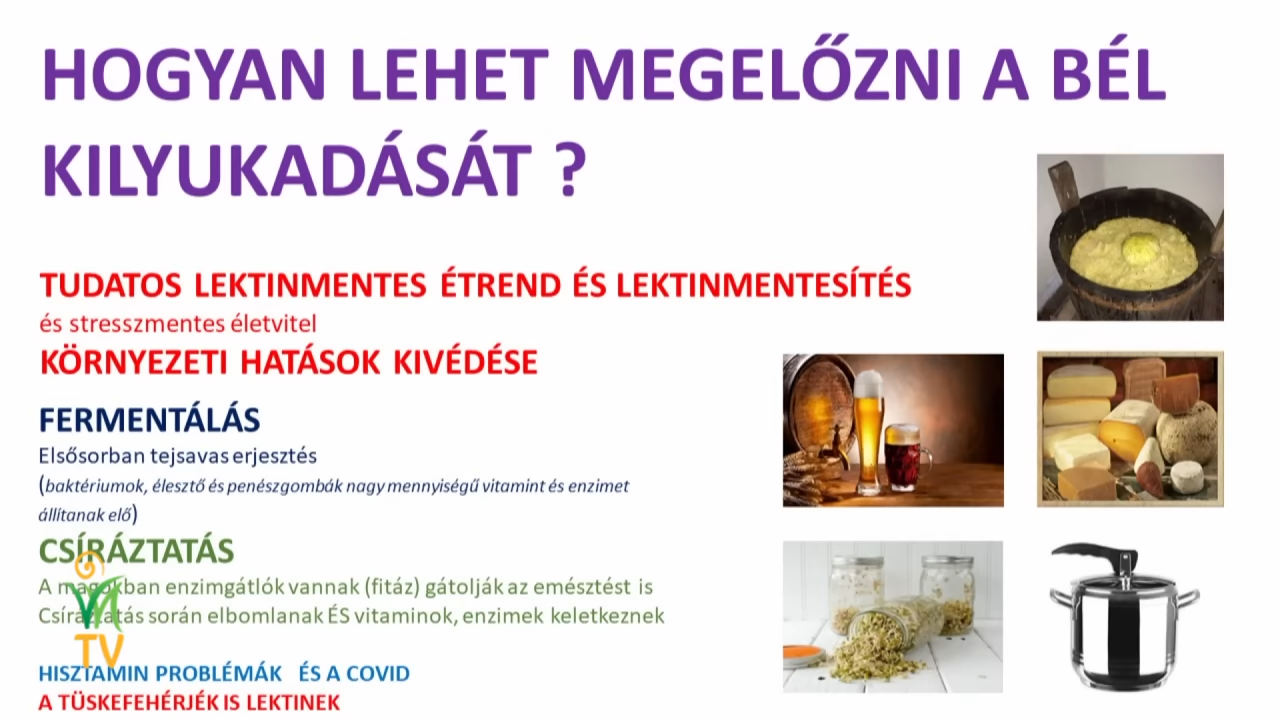 HOGYAN LEHET MEGELŐZNI A BÉL
KILYUKADÁSÁT ?
TUDATOS LEKTINMENTES ÉTREND ÉS LEKTINMENTESÍTÉS
és stresszmentes életvitel
KÖRNYEZETI HATÁSOK KIVÉDÉSE
FERMENTÁLÁS
Elsősorban tejsavas erjesztés
(baktériumok, élesztő és penészgombák nagy mennyiségű vitamint és enzimet
állítanak elő)
CSÍRÁZTATÁS
A magokban enzimgátlók vannak (fitáz) gátolják az emésztést is
Csíráztatás során elbomlanak ÉS vitaminok, enzimek keletkeznek
VA
TV
HISZTAMIN PROBLÉMÁK ÉS A COVID
A TÜSKEFEHÉRJÉK IS LEKTINEK